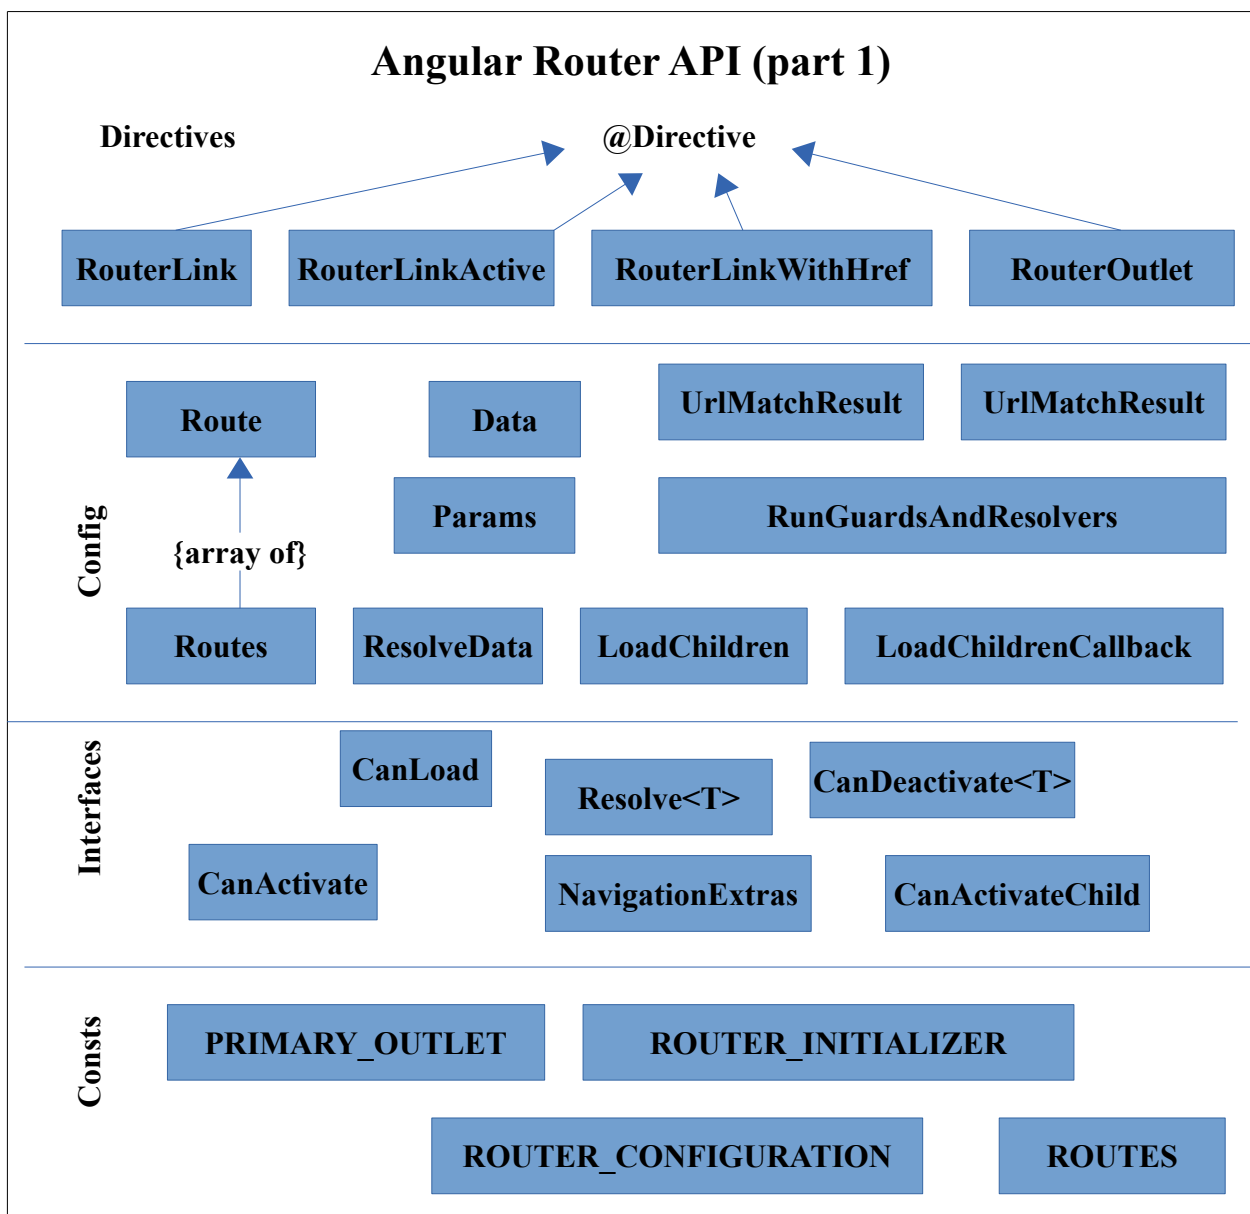 Angular Router API (part 1)
Directives
@Directive
RouterLink
RouterLinkActive
RouterLinkWithHref
RouterOutlet
Config
Route
Data
UrlMatchResult
UrlMatchResult
Params
RunGuardsAndResolvers
{array of}
Routes
ResolveData
LoadChildren
LoadChildrenCallback
Interfaces
CanLoad
Resolve<T>
CanDeactivate<T>
CanActivate
NavigationExtras
CanActivateChild
Consts
PRIMARY_OUTLET
ROUTER_INITIALIZER
ROUTER_CONFIGURATION
ROUTES